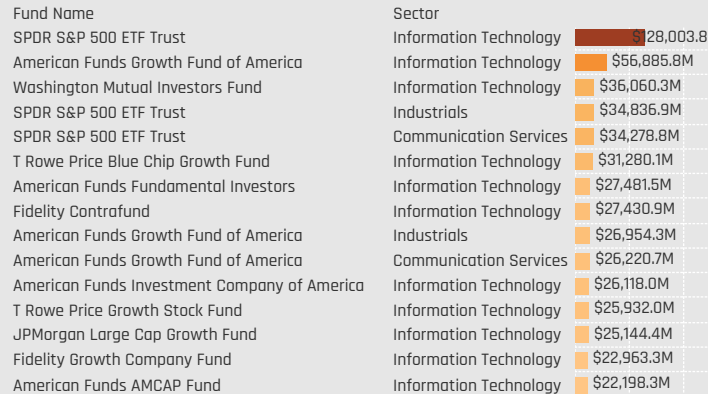 Fund Name Sector
SPDR S&P 500 ETF Trust Information Technology $128,003.8
American Funds Growth Fund of America Information Technology $56,885.8M
Washington Mutual Investors Fund Information Technology $36,060.3M
SPDR S&P 500 ETF Trust Industrials $34,836.9M
SPDR S&P 500 ETF Trust Communication Services $34,278.8M
T Rowe Price Blue Chip Growth Fund Information Technology $31,280.1M
American Funds Fundamental Investors Information Technology $27,481.5M
Fidelity Contrafund Information Technology $27,430.9M
American Funds Growth Fund of America Industrials $26,954.3M
American Funds Growth Fund of America Communication Services $26,220.7M
American Funds Investment Company of America Information Technology $26,118.0M
T Rowe Price Growth Stock Fund Information Technology $25,932.0M
JPMorgan Large Cap Growth Fund Information Technology $25,144.4M
Fidelity Growth Company Fund Information Technology $22,963.3M
American Funds AMCAP Fund Information Technology $22,198.3M